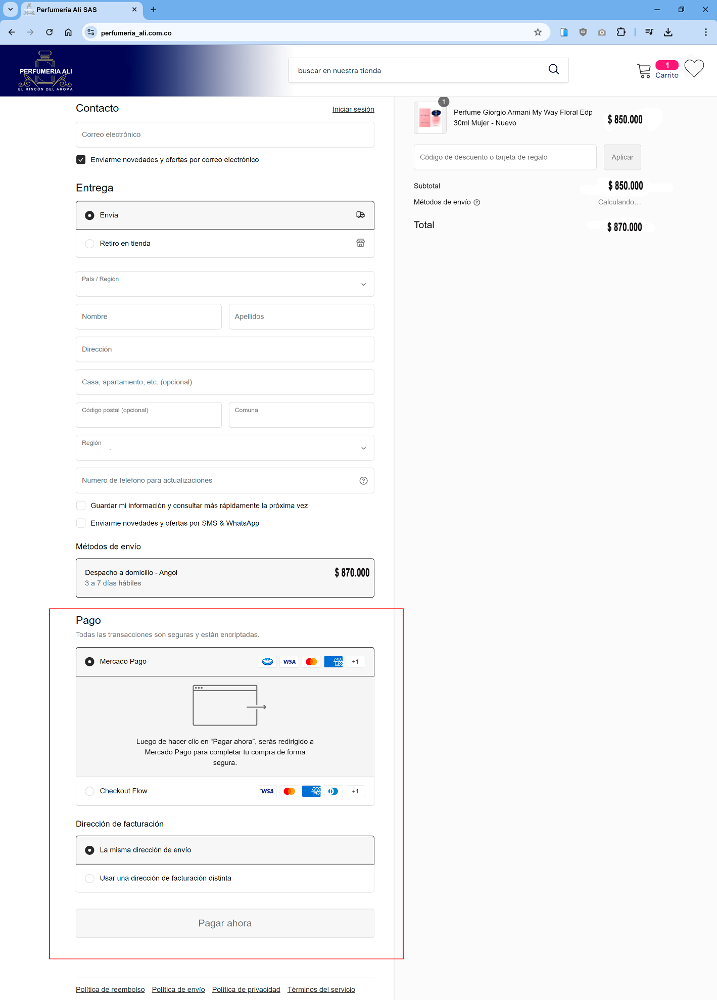 Perfumería Ali SAS
perfumeria_ali.com.co
PERFUMERIA ALI
EL RINCÓN DEL AROMA
buscar en nuestra tienda
1
Carrito
Contacto
Iniciar sesión
Correo electrónico
Enviarme novedades y ofertas por correo electrónico
Entrega
Envía
Retiro en tienda
País / Región
Nombre
Apellidos
Dirección
Casa, apartamento, etc. (opcional)
Código postal (opcional)
Comuna
Región
Numero de telefono para actualizaciones
Guardar mi información y consultar más rápidamente la próxima vez
Enviarme novedades y ofertas por SMS & WhatsApp
Métodos de envío
Despacho a domicilio - Angol
$ 870.000
3 a 7 días hábiles
Pago
Todas las transacciones son seguras y están encriptadas.
Mercado Pago
VISA
AMEX
+1
Luego de hacer clic en “Pagar ahora”, serás redirigido a
Mercado Pago para completar tu compra de forma
segura.
Checkout Flow
VISA
AMEX
+1
Dirección de facturación
La misma dirección de envío
Usar una dirección de facturación distinta
Pagar ahora
Política de reembolso Política de envío Política de privacidad Términos del servicio
1
Perfume Giorgio Armani My Way Floral Edp
30ml Mujer - Nuevo
$ 850.000
Código de descuento o tarjeta de regalo
Aplicar
Subtotal
$ 850.000
Métodos de envío
Calculando...
Total
$ 870.000